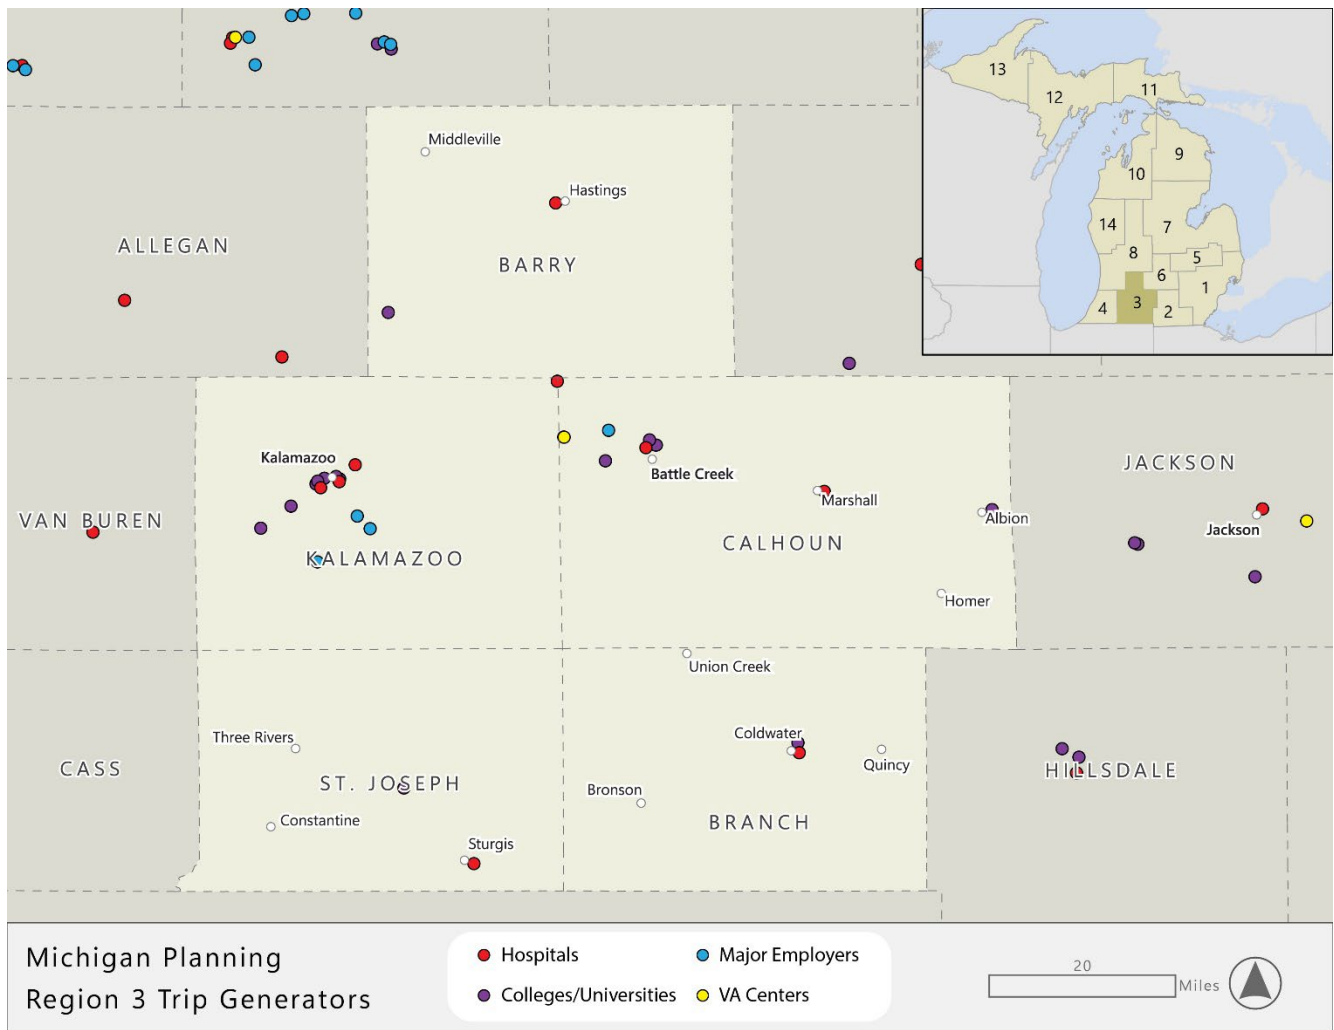 Middleville
Hastings
ALLEGAN
BARRY
13
12
11
9
10
14
7
8
5
6
1
4
3
2
Kalamazoo
Battle Creek
JACKSON
Marshall
VAN BUREN
Albion
Jackson
KALAMAZOO
CALHOUN
Homer
Union Creek
Three Rivers
Coldwater
CASS
ST. JOSEPH
Quincy
HILLSDALE
Bronson
Constantine
BRANCH
Sturgis
Michigan Planning
Region 3 Trip Generators
Hospitals
Major Employers
Colleges/Universities
VA Centers
20
Miles